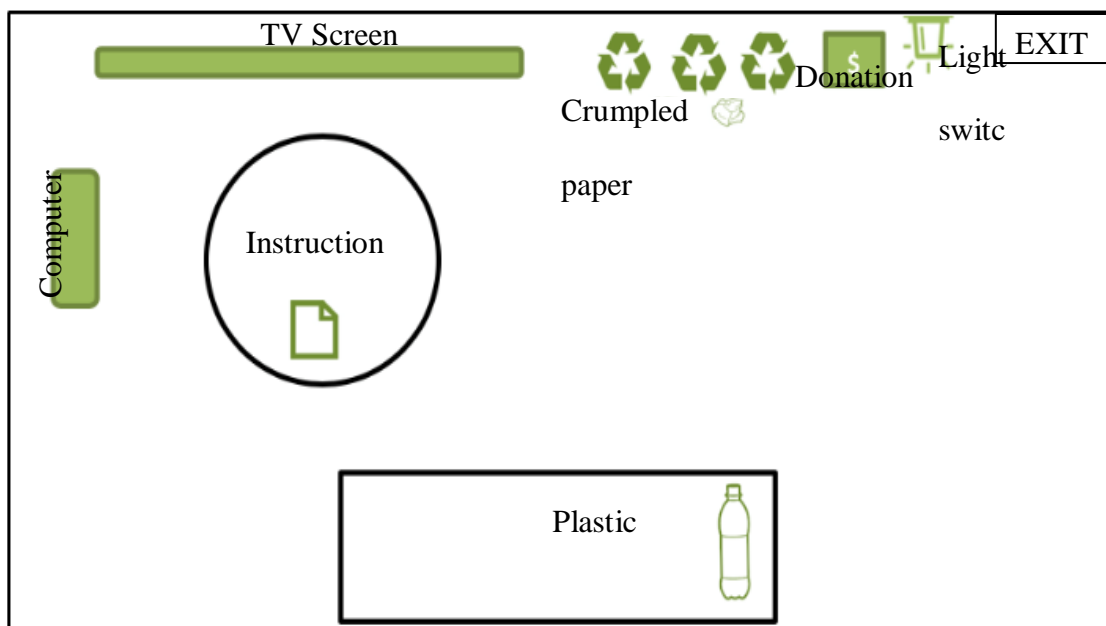 TV Screen
EXIT
Light
switc
$
Donation
Crumpled
paper
Computer
Instruction
Plastic